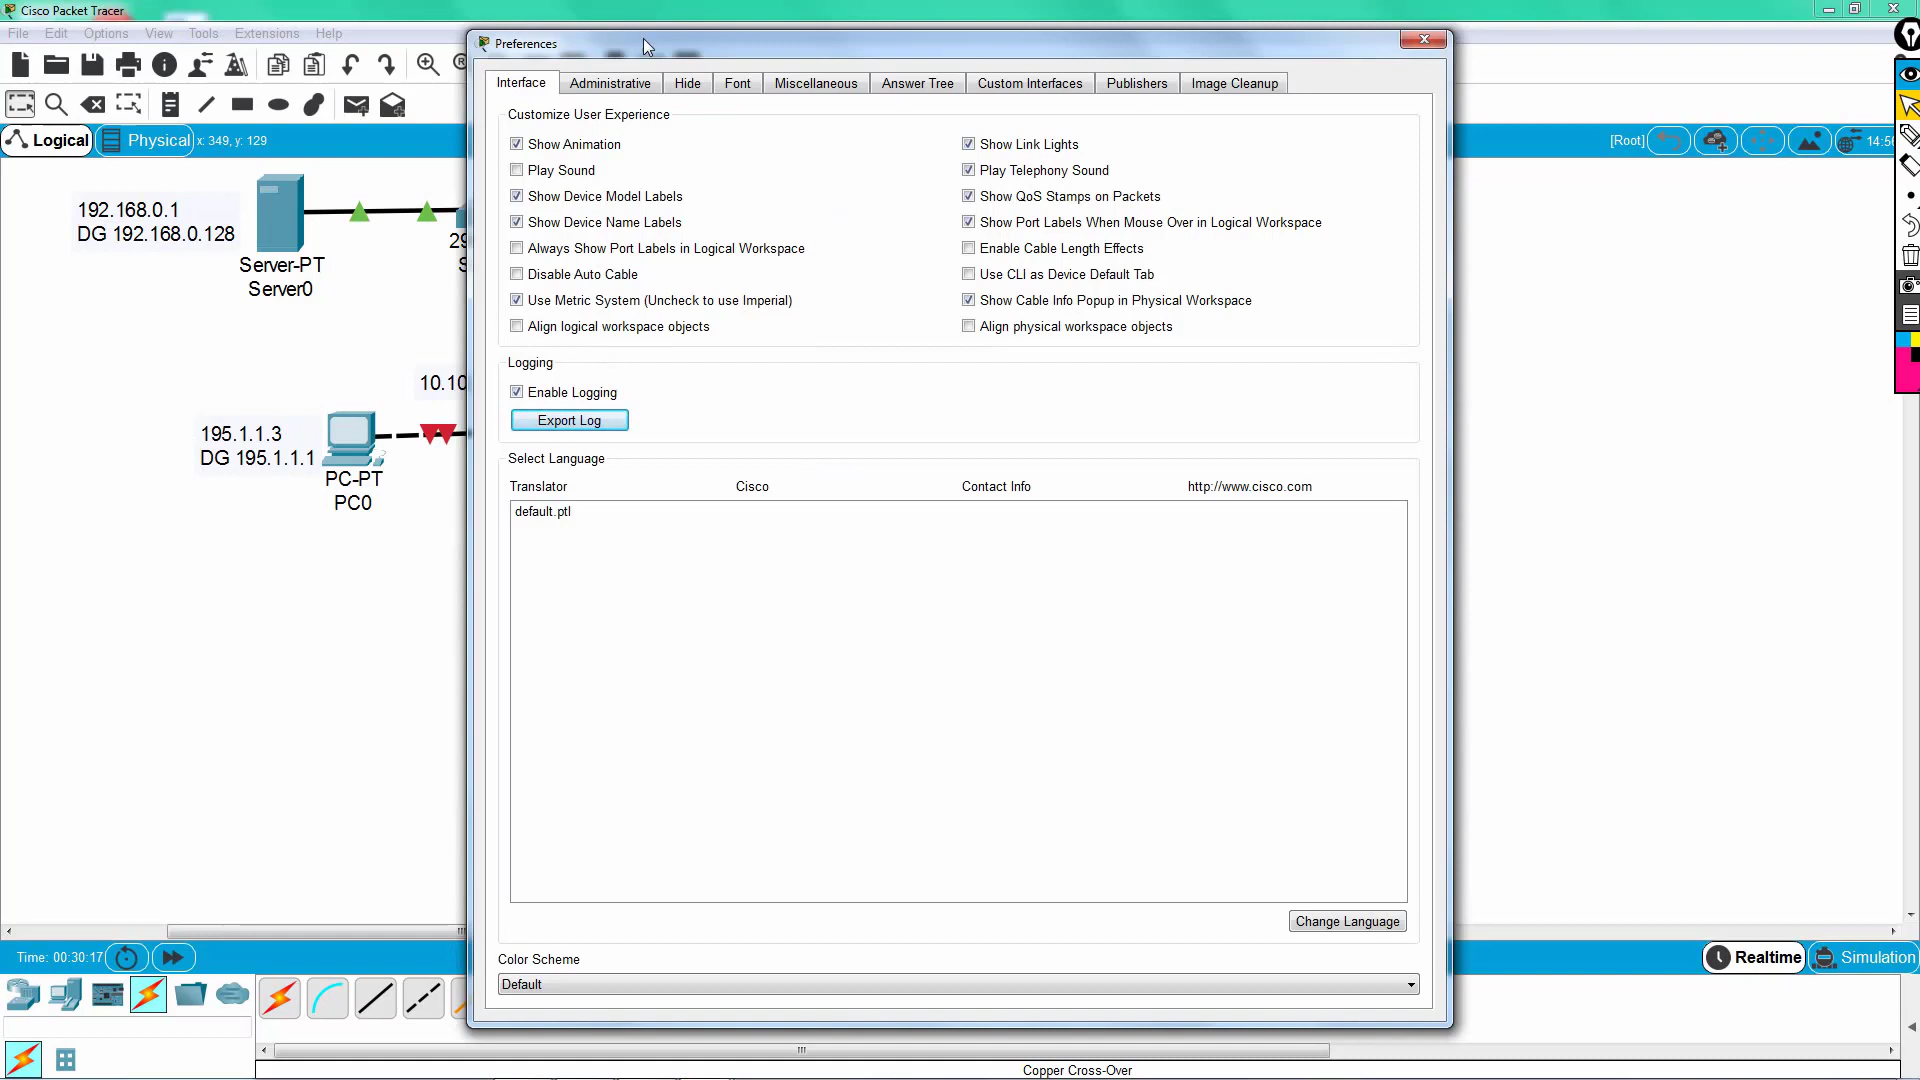 Cisco Packet Tracer
File Edit Options View Tools Extensions Help
Preferences
Interface Administrative Hide Font Miscellaneous Answer Tree Custom Interfaces Publishers Image Cleanup
Logical Physical x: 349, y: 129
[Root]
Customize User Experience
Show Animation
Play Sound
Show Device Model Labels
Show Device Name Labels
Always Show Port Labels in Logical Workspace
Disable Auto Cable
Use Metric System (Uncheck to use Imperial)
Align logical workspace objects
Show Link Lights
Play Telephony Sound
Show QoS Stamps on Packets
Show Port Labels When Mouse Over in Logical Workspace
Enable Cable Length Effects
Use CLI as Device Default Tab
Show Cable Info Popup in Physical Workspace
Align physical workspace objects
Logging
Enable Logging
Export Log
Select Language
Translator Cisco Contact Info http://www.cisco.com
default.ptl
Change Language
Color Scheme
Default
192.168.0.1
DG 192.168.0.128
Server-PT
Server0
29
S
10.10
195.1.1.3
DG 195.1.1.1
PC-PT
PC0
Time: 00:30:17
Realtime Simulation
Copper Cross-Over